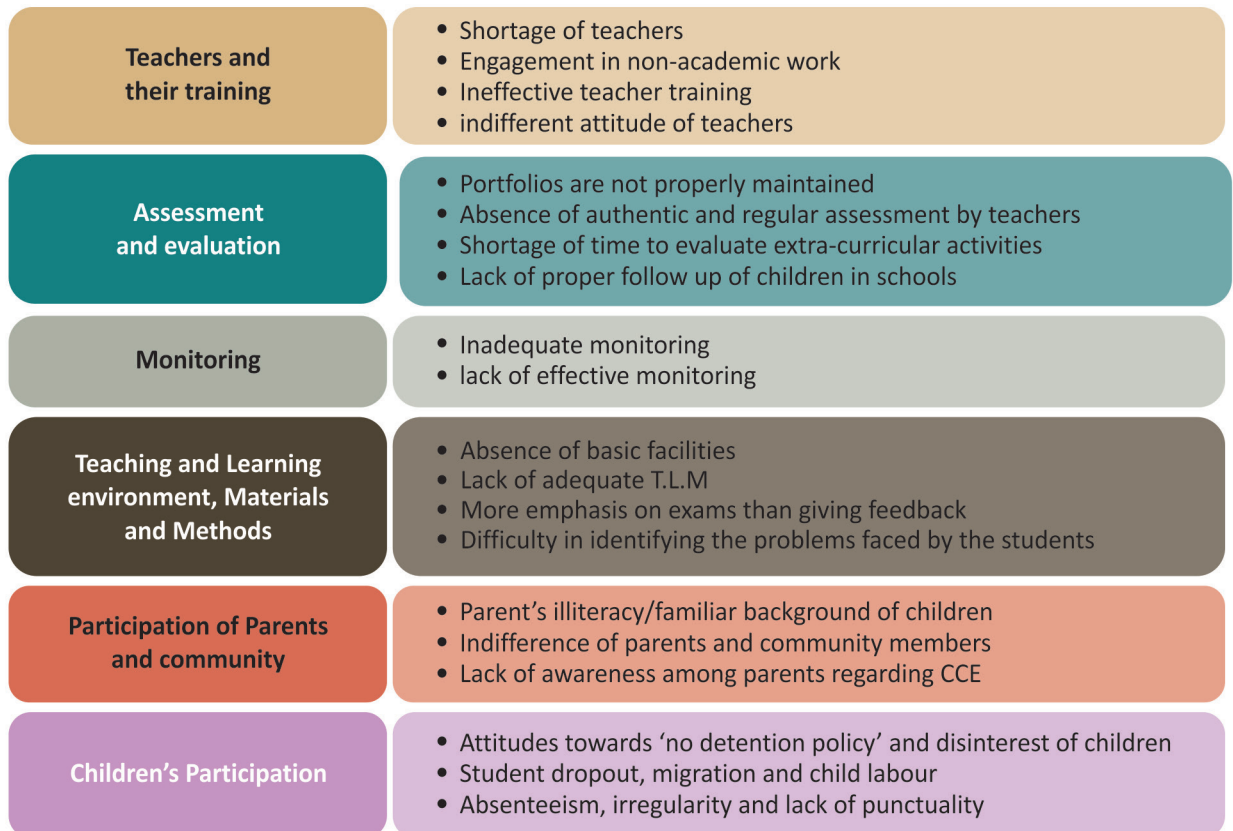 Teachers and
their training
• Shortage of teachers
• Engagement in non-academic work
• Ineffective teacher training
• indifferent attitude of teachers
Assessment
and evaluation
• Portfolios are not properly maintained
• Absence of authentic and regular assessment by teachers
• Shortage of time to evaluate extra-curricular activities
• Lack of proper follow up of children in schools
Monitoring
• Inadequate monitoring
• lack of effective monitoring
Teaching and Learning
environment, Materials
and Methods
• Absence of basic facilities
• Lack of adequate T.L.M
• More emphasis on exams than giving feedback
• Difficulty in identifying the problems faced by the students
Participation of Parents
and community
• Parent’s illiteracy/familiar background of children
• Indifference of parents and community members
• Lack of awareness among parents regarding CCE
Children’s Participation
• Attitudes towards ‘no detention policy’ and disinterest of children
• Student dropout, migration and child labour
• Absenteeism, irregularity and lack of punctuality